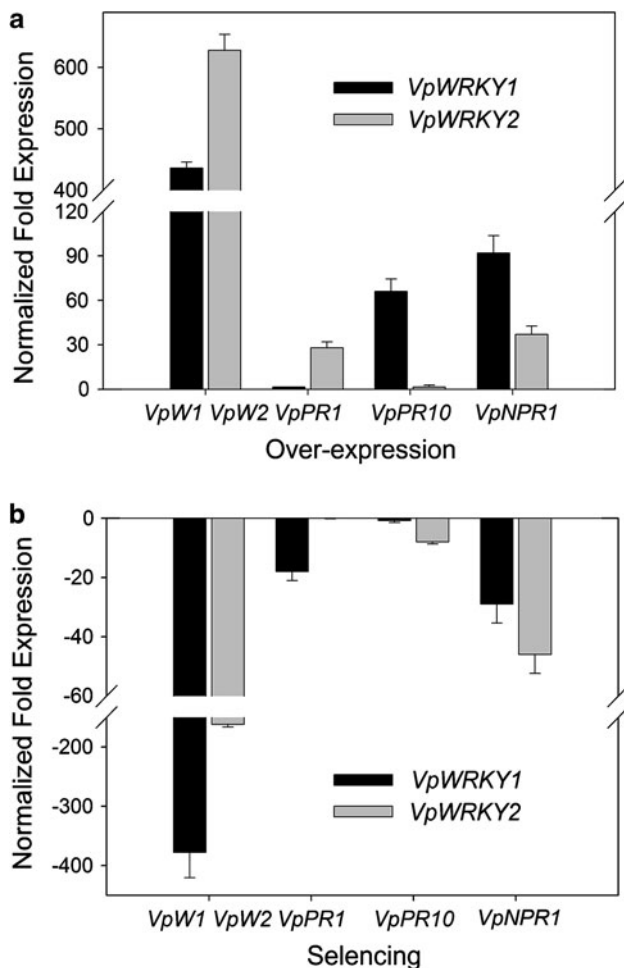 a
Normalized Fold Expression
600
500
400
120
90
60
30
0
VpWRKY1
VpWRKY2
VpW1 VpW2 VpPR1 VpPR10 VpNPR1
Over-expression
b
Normalized Fold Expression
0
-20
-40
-60
-200
-300
-400
VpWRKY1
VpWRKY2
VpW1 VpW2 VpPR1 VpPR10 VpNPR1
Selencing